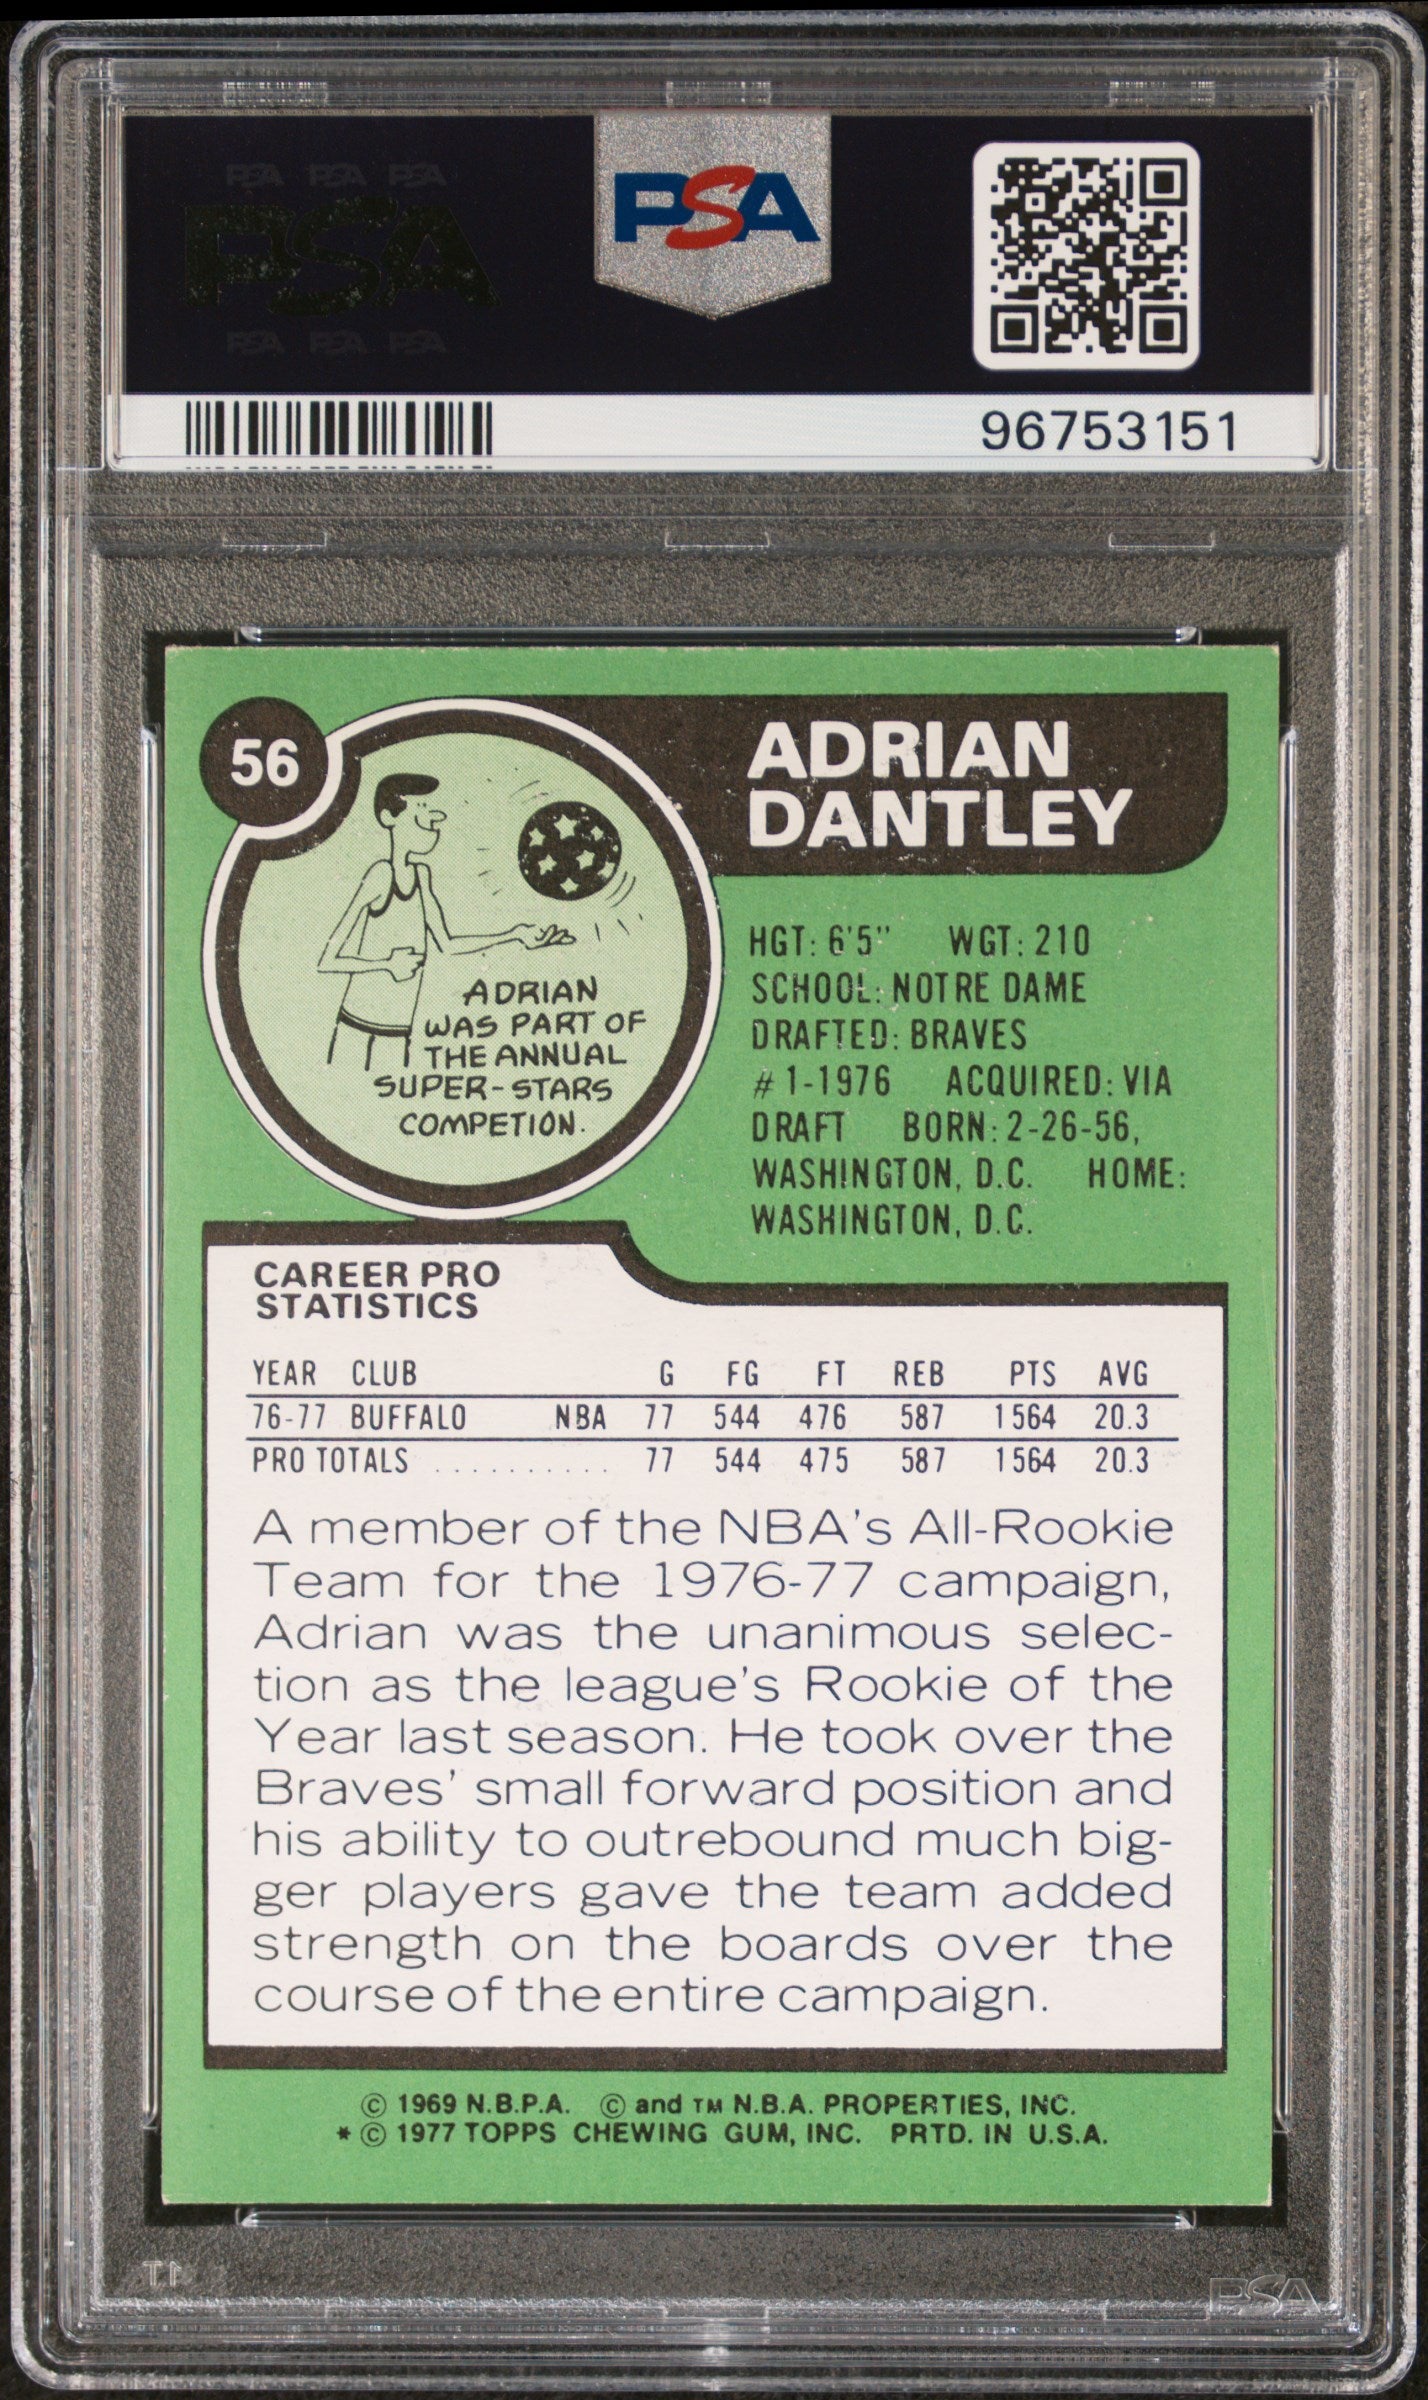 PSA PSA PSA
PSA
PSA PSA PSA
PSA
96753151
56
ADRIAN
DANTLEY
ADRIAN
WAS PART OF
THE ANNUAL
SUPER-STARS
COMPETION.
HGT: 6'5" WGT: 210
SCHOOL: NOTRE DAME
DRAFTED: BRAVES
#1-1976 ACQUIRED: VIA
DRAFT BORN: 2-26-56,
WASHINGTON, D.C. HOME:
WASHINGTON, D.C.
CAREER PRO
STATISTICS
YEAR CLUB G FG FT REB PTS AVG
76-77 BUFFALO NBA 77 544 476 587 1564 20.3
PRO TOTALS .......... 77 544 475 587 1564 20.3
A member of the NBA's All-Rookie
Team for the 1976-77 campaign,
Adrian was the unanimous selec-
tion as the league's Rookie of the
Year last season. He took over the
Braves' small forward position and
his ability to outrebound much big-
ger players gave the team added
strength on the boards over the
course of the entire campaign.
© 1969 N.B.P.A. © and TM N.B.A. PROPERTIES, INC.
* © 1977 TOPPS CHEWING GUM, INC. PRTD. IN U.S.A.
PSA